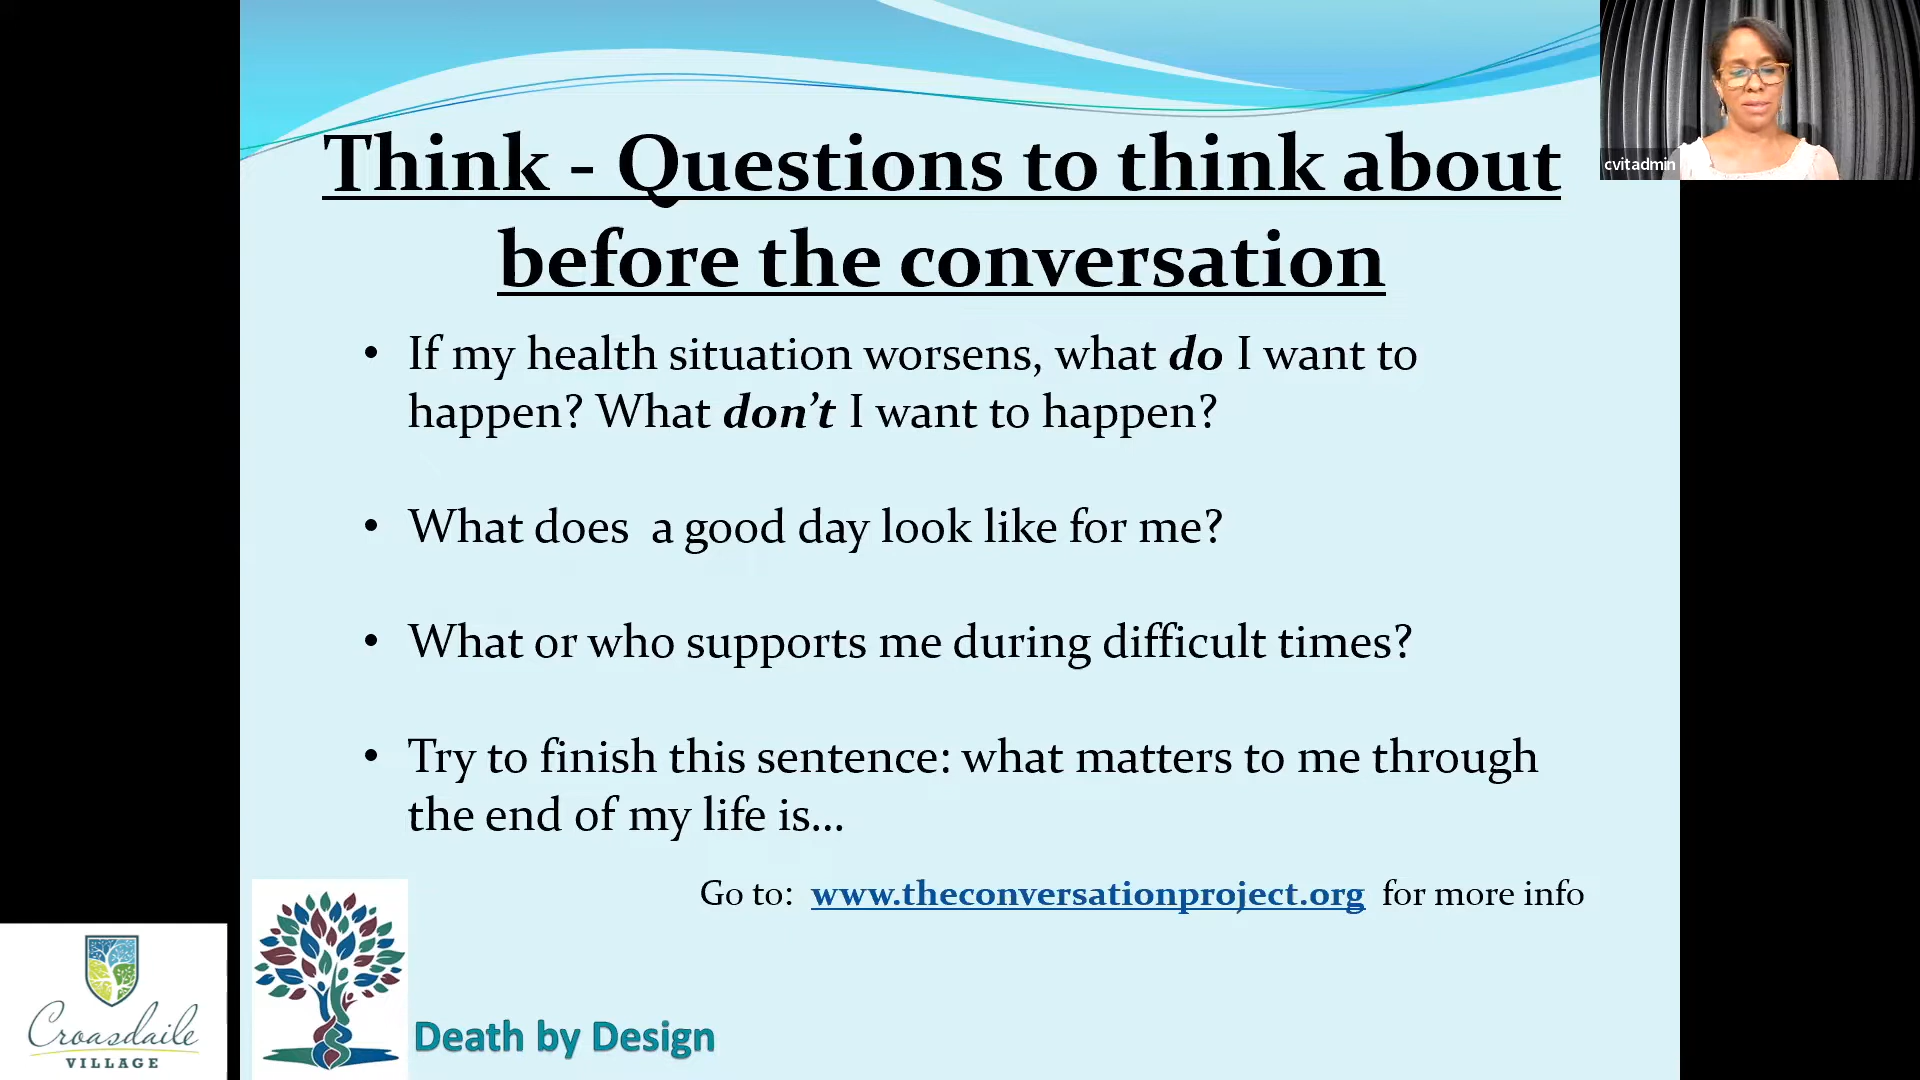 Think - Questions to think about
before the conversation
cvitadmin
• If my health situation worsens, what do I want to
happen? What don’t I want to happen?
• What does  a good day look like for me?
• What or who supports me during difficult times?
• Try to finish this sentence: what matters to me through
the end of my life is...
Go to:  www.theconversationproject.org  for more info
Croasdaile
VILLAGE
Death by Design